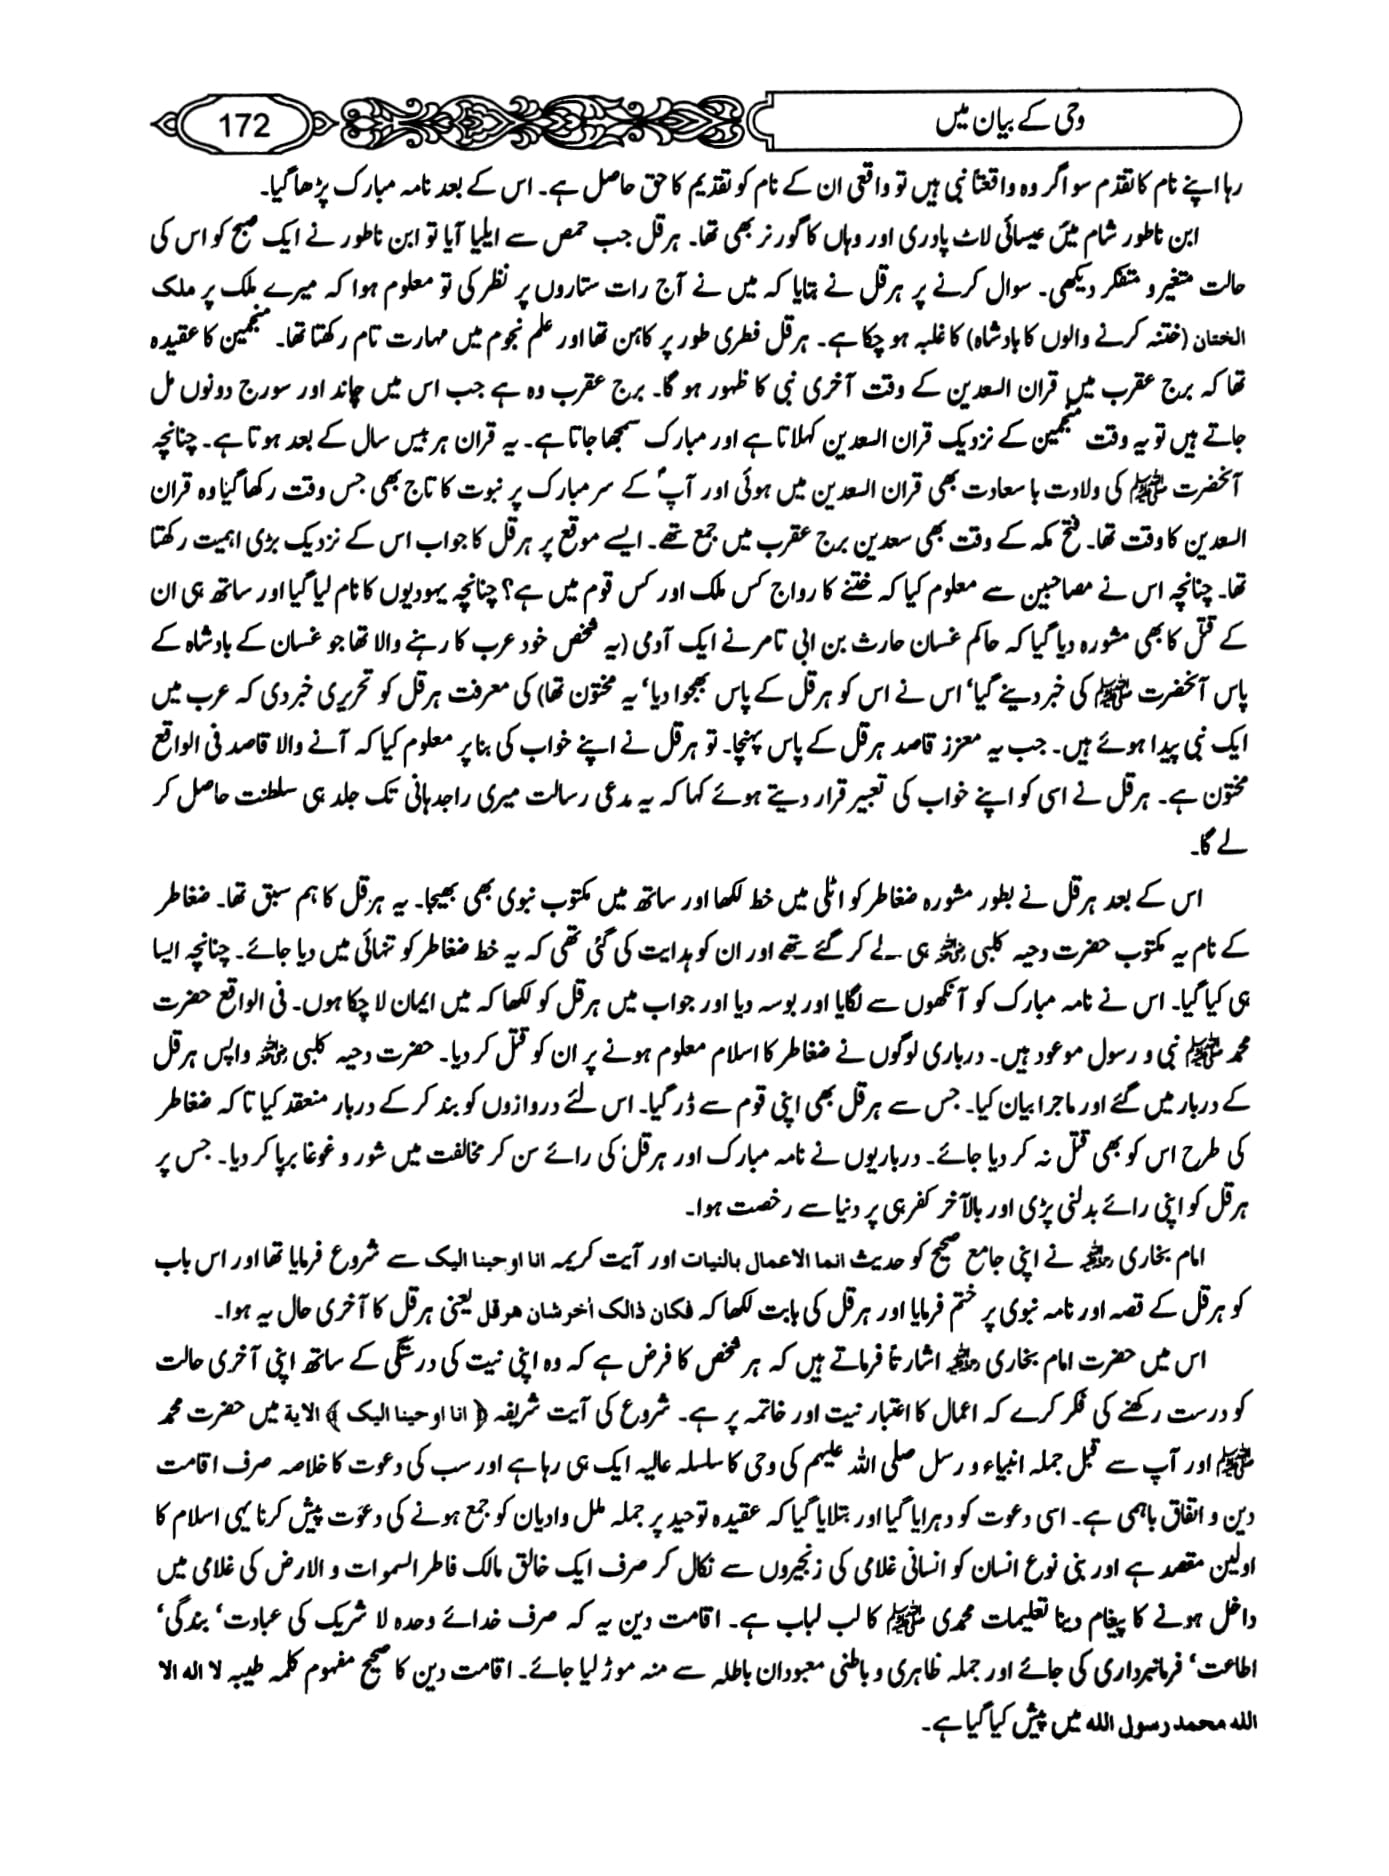 وحی کے بیان میں
172
رہا اپنے نام کا تقدم سو اگر وہ واقعتاً نبی ہیں تو واقعی ان کے نام کو تقدیم کا حق حاصل ہے۔ اس کے بعد نامہ مبارک پڑھا گیا۔
ابن ناطور شام میں عیسائی لاٹ پادری اور وہاں کا گورنر بھی تھا۔ ہرقل جب حمص سے ایلیا آیا تو ابن ناطور نے ایک صبح کو اس کی
حالت متغیر و متفکر دیکھی۔ سوال کرنے پر ہرقل نے بتایا کہ میں نے آج رات ستاروں پر نظر کی تو معلوم ہوا کہ میرے ملک پر ملک
الختان (ختنہ کرنے والوں کا بادشاہ) کا غلبہ ہو چکا ہے۔ ہرقل فطری طور پر کاہن تھا اور علم نجوم میں مہارت تام رکھتا تھا۔ منجمین کا عقیدہ
تھا کہ برج عقرب میں قران السعدین کے وقت آخری نبی کا ظہور ہو گا۔ برج عقرب وہ ہے جب اس میں چاند اور سورج دونوں مل
جاتے ہیں تو یہ وقت منجمین کے نزدیک قران السعدین کہلاتا ہے اور مبارک سمجھا جاتا ہے۔ یہ قران ہر بیس سال کے بعد ہوتا ہے۔ چنانچہ
آنحضرت ﷺ کی ولادت با سعادت بھی قران السعدین میں ہوئی اور آپؐ کے سر مبارک پر نبوت کا تاج بھی جس وقت رکھا گیا وہ قران
السعدین کا وقت تھا۔ فتح مکہ کے وقت بھی سعدین برج عقرب میں جمع تھے۔ ایسے موقع پر ہرقل کا جواب اس کے نزدیک بڑی اہمیت رکھتا
تھا۔ چنانچہ اس نے مصاحبین سے معلوم کیا کہ ختنے کا رواج کس ملک اور کس قوم میں ہے؟ چنانچہ یہودیوں کا نام لیا گیا اور ساتھ ہی ان
کے قتل کا بھی مشورہ دیا گیا کہ حاکم غسان حارث بن ابی تامر نے ایک آدمی (یہ شخص خود عرب کا رہنے والا تھا جو غسان کے بادشاہ کے
پاس آنحضرت ﷺ کی خبر دینے گیا‘ اس نے اس کو ہرقل کے پاس بھجوا دیا‘ یہ مختون تھا) کی معرفت ہرقل کو تحریری خبر دی کہ عرب میں
ایک نبی پیدا ہوئے ہیں۔ جب یہ معزز قاصد ہرقل کے پاس پہنچا۔ تو ہرقل نے اپنے خواب کی بنا پر معلوم کیا کہ آنے والا قاصد فی الواقع
مختون ہے۔ ہرقل نے اسی کو اپنے خواب کی تعبیر قرار دیتے ہوئے کہا کہ یہ مدعی رسالت میری راجدہانی تک جلد ہی سلطنت حاصل کر
لے گا۔
اس کے بعد ہرقل نے بطور مشورہ ضغاطر کو اٹلی میں خط لکھا اور ساتھ میں مکتوب نبوی بھی بھیجا۔ یہ ہرقل کا ہم سبق تھا۔ ضغاطر
کے نام یہ مکتوب حضرت دحیہ کلبی رضی اللہ عنہ ہی لے کر گئے تھے اور ان کو ہدایت کی گئی تھی کہ یہ خط ضغاطر کو تنہائی میں دیا جائے۔ چنانچہ ایسا
ہی کیا گیا۔ اس نے نامہ مبارک کو آنکھوں سے لگایا اور بوسہ دیا اور جواب میں ہرقل کو لکھا کہ میں ایمان لا چکا ہوں۔ فی الواقع حضرت
محمد ﷺ نبی و رسول موعود ہیں۔ درباری لوگوں نے ضغاطر کا اسلام معلوم ہونے پر ان کو قتل کر دیا۔ حضرت دحیہ کلبی رضی اللہ عنہ واپس ہرقل
کے دربار میں گئے اور ماجرا بیان کیا۔ جس سے ہرقل بھی اپنی قوم سے ڈر گیا۔ اس لئے دروازوں کو بند کر کے دربار منعقد کیا تا کہ ضغاطر
کی طرح اس کو بھی قتل نہ کر دیا جائے۔ درباریوں نے نامہ مبارک اور ہرقل کی رائے سن کر مخالفت میں شور و غوغا برپا کر دیا۔ جس پر
ہرقل کو اپنی رائے بدلنی پڑی اور بالآخر کفر ہی پر دنیا سے رخصت ہوا۔
امام بخاری رحمۃ اللہ علیہ نے اپنی جامع صحیح کو حدیث انما الاعمال بالنیات اور آیت کریمہ انا اوحینا الیک سے شروع فرمایا تھا اور اس باب
کو ہرقل کے قصہ اور نامہ نبوی پر ختم فرمایا اور ہرقل کی بابت لکھا کہ فکان ذالک أخر شان هرقل یعنی ہرقل کا آخری حال یہ ہوا۔
اس میں حضرت امام بخاری رحمۃ اللہ علیہ اشارتاً فرماتے ہیں کہ ہر شخص کا فرض ہے کہ وہ اپنی نیت کی درستگی کے ساتھ اپنی آخری حالت
کو درست رکھنے کی فکر کرے کہ اعمال کا اعتبار نیت اور خاتمہ پر ہے۔ شروع کی آیت شریفہ ﴿ انا اوحینا الیک ﴾ الایة میں حضرت محمد
ﷺ اور آپ سے قبل جملہ انبیاء و رسل صلی اللہ علیہم کی وحی کا سلسلہ عالیہ ایک ہی رہا ہے اور سب کی دعوت کا خلاصہ صرف اقامت
دین و اتفاق باہمی ہے۔ اسی دعوت کو دہرایا گیا اور بتلایا گیا کہ عقیدہ توحید پر جملہ ملل و ادیان کو جمع ہونے کی دعوت پیش کرنا یہی اسلام کا
اولین مقصد ہے اور بنی نوع انسان کو انسانی غلامی کی زنجیروں سے نکال کر صرف ایک خالق مالک فاطر السموات و الارض کی غلامی میں
داخل ہونے کا پیغام دینا تعلیمات محمدی ﷺ کا لب لباب ہے۔ اقامت دین یہ کہ صرف خدائے وحدہ لا شریک کی عبادت‘ بندگی‘
اطاعت‘ فرمانبرداری کی جائے اور جملہ ظاہری و باطنی معبودان باطلہ سے منہ موڑ لیا جائے۔ اقامت دین کا صحیح مفہوم کلمہ طیبہ لا اله الا
الله محمد رسول الله میں پیش کیا گیا ہے۔